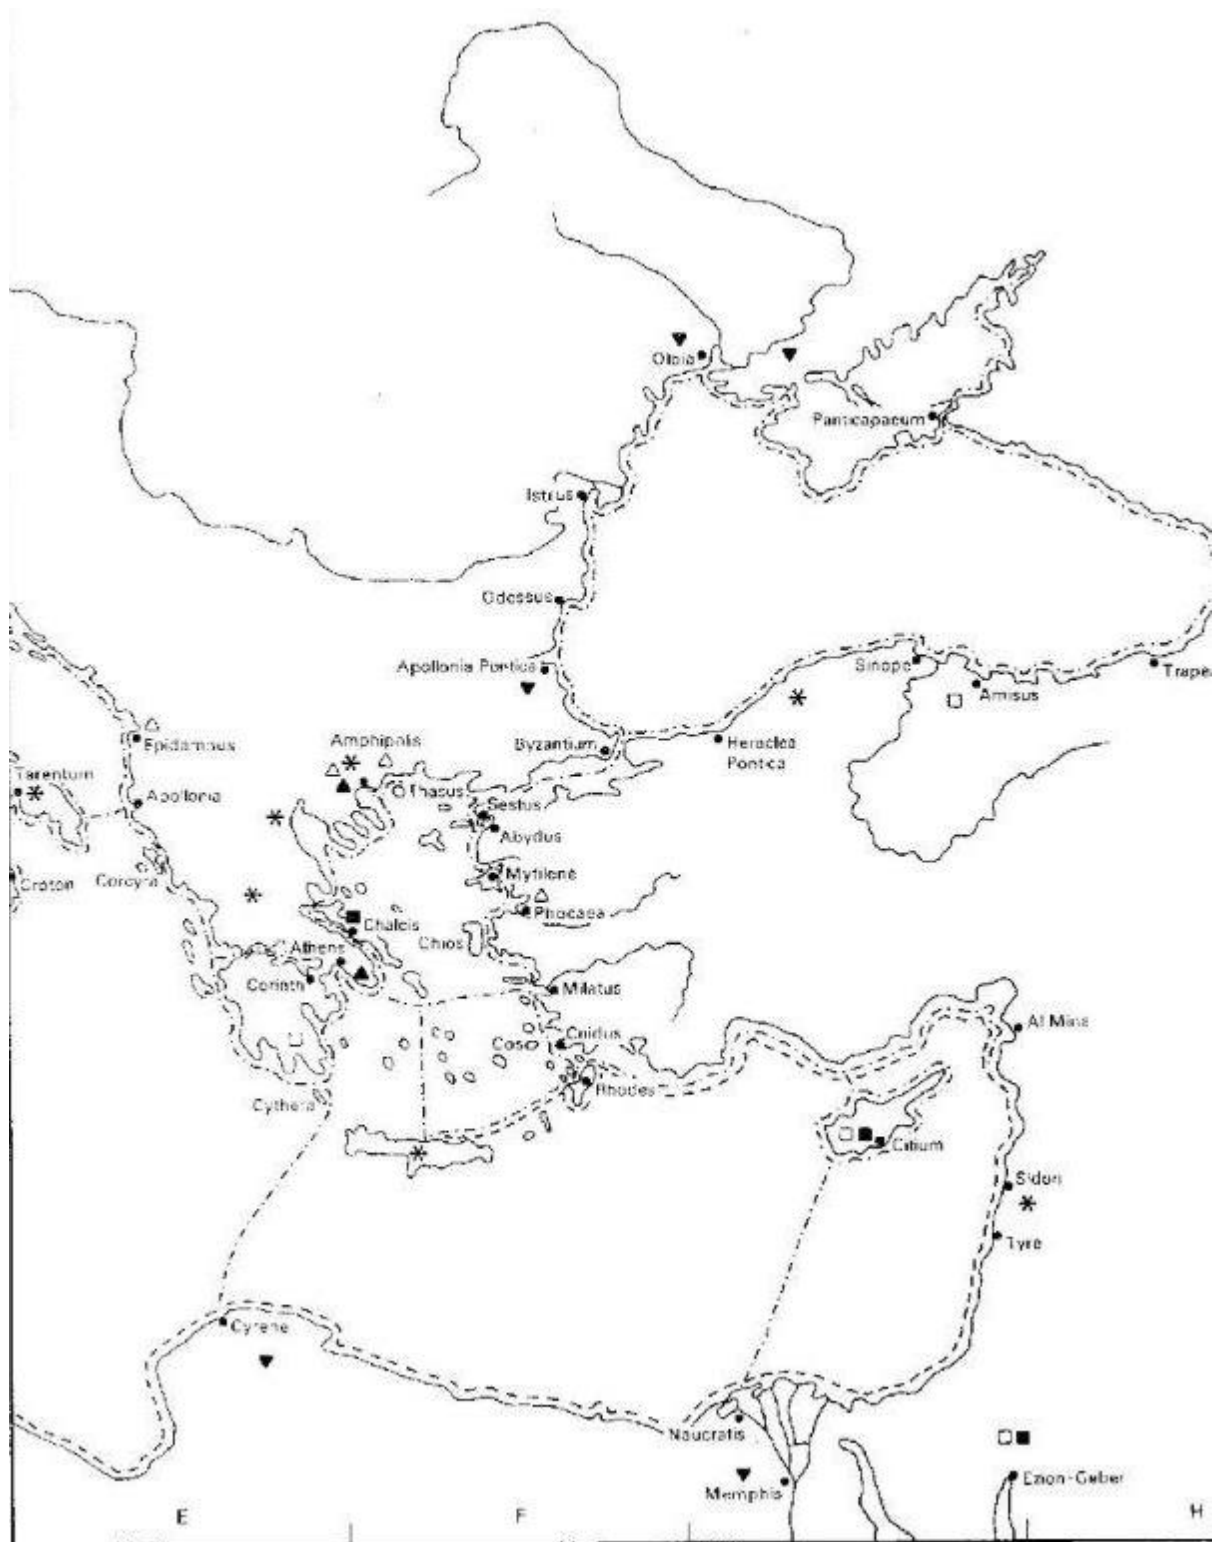 Olbia
Panticapaeum
Istrus
Odessus
Apollonia Pontica
Sinope
Trape
Amisus
Epidamnus
Amphipolis
Byzantium
Heraclea
Pontica
Tarentum
Apollonia
Thasus
Sestus
Abydus
Croton
Corcyra
Mytilene
Phocaea
Chalcis
Chios
Athens
Corinth
Miletus
Al Mina
Cnidus
Cos
Rhodes
Cythera
Citium
Sidon
Tyre
Cyrene
Naucratis
Memphis
Ezion-Geber
E
F
H